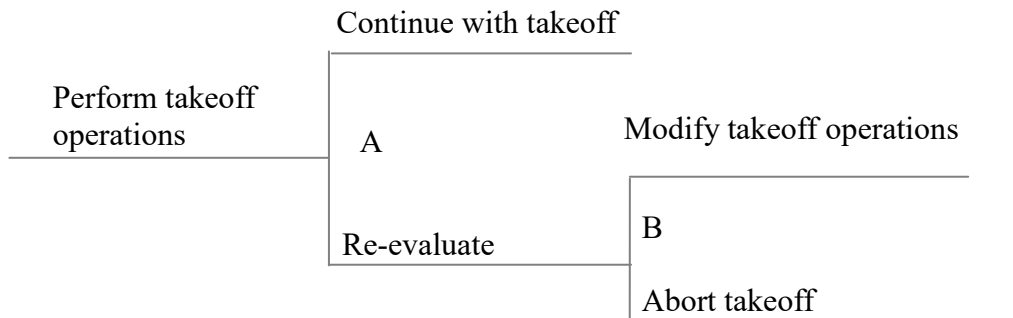 Continue with takeoff
Perform takeoff
operations
A
Modify takeoff operations
Re-evaluate
B
Abort takeoff